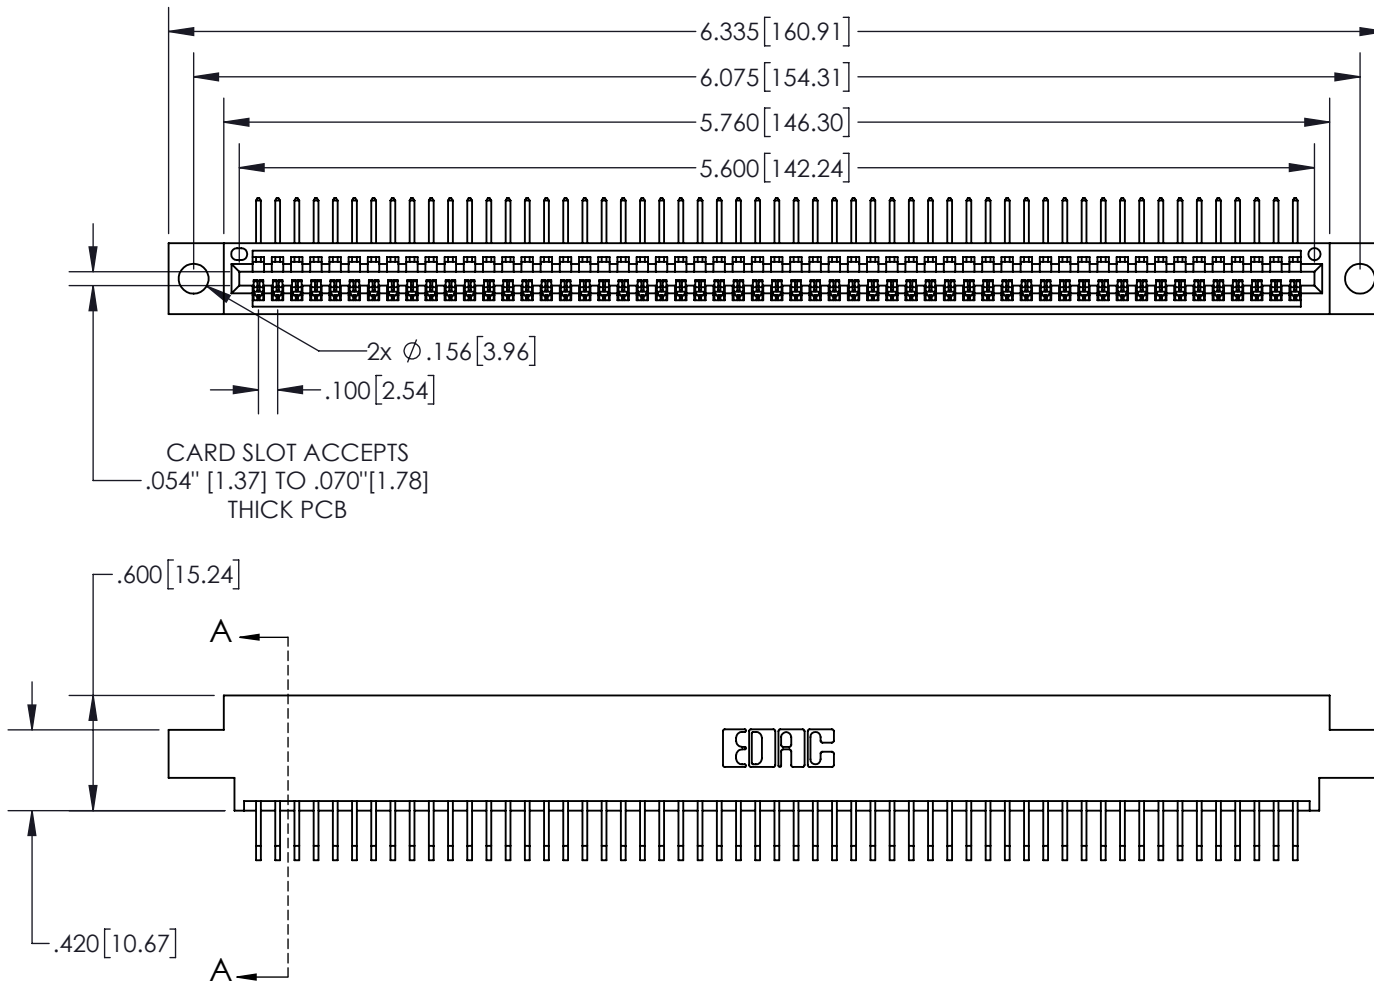 6.335[160.91]
6.075[154.31]
5.760[146.30]
5.600[142.24]
2x Ø.156[3.96]
.100[2.54]
CARD SLOT ACCEPTS
.054" [1.37] TO .070"[1.78]
THICK PCB
.600[15.24]
A
EDAC
.420[10.67]
A